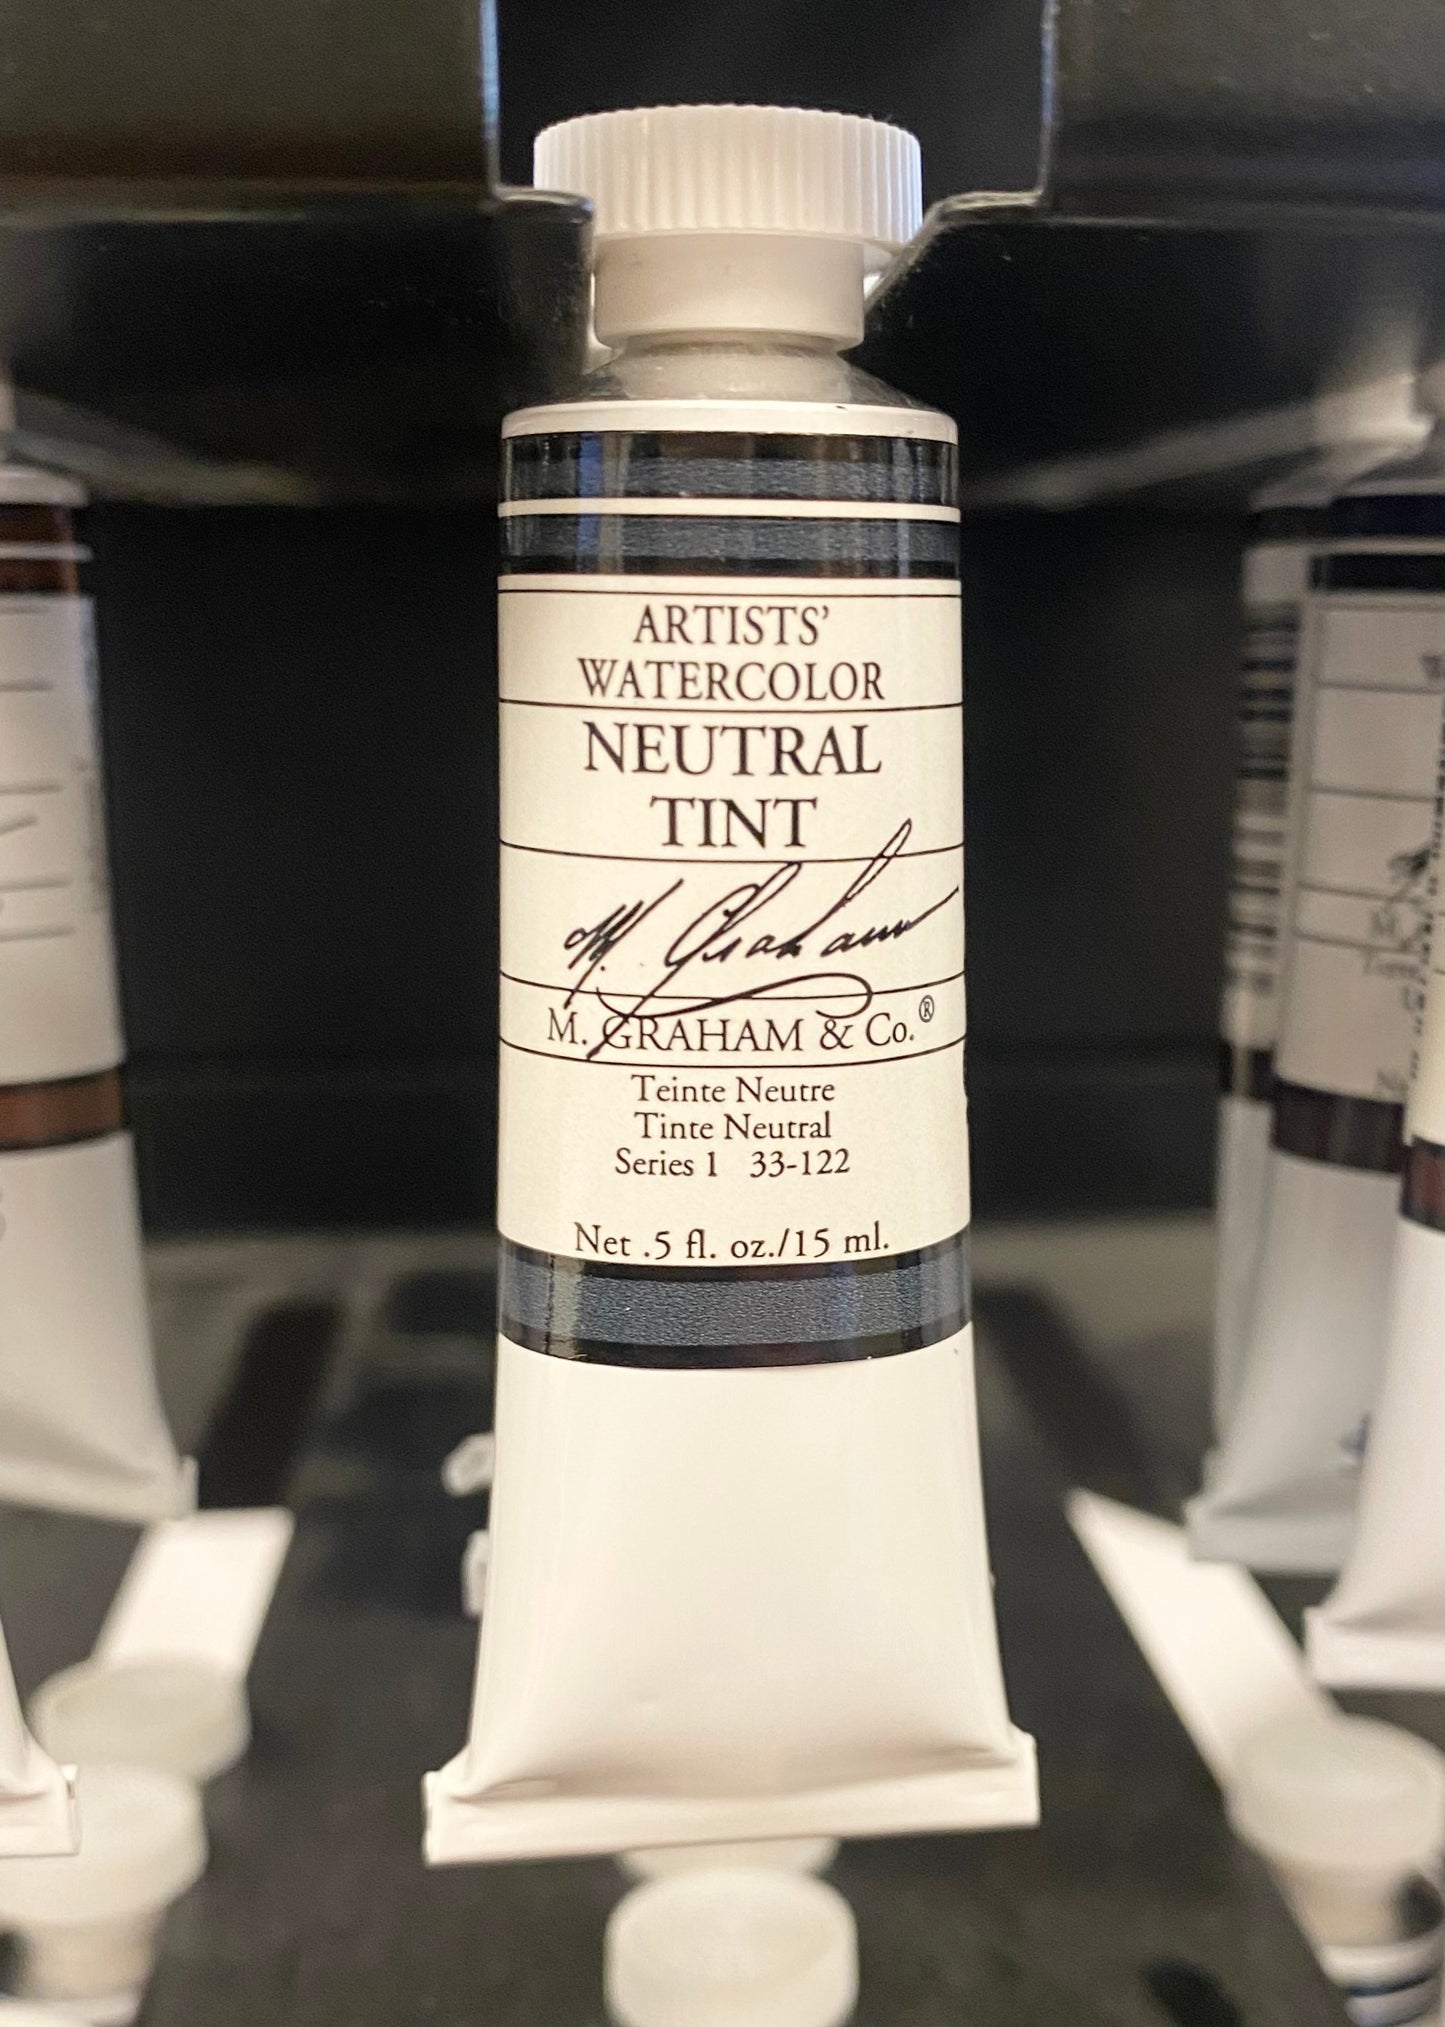 ARTISTS'
WATERCOLOR
NEUTRAL
TINT
M. Graham
M. GRAHAM & Co.®
Teinte Neutre
Tinte Neutral
Series 1 33-122
Net .5 fl. oz./15 ml.